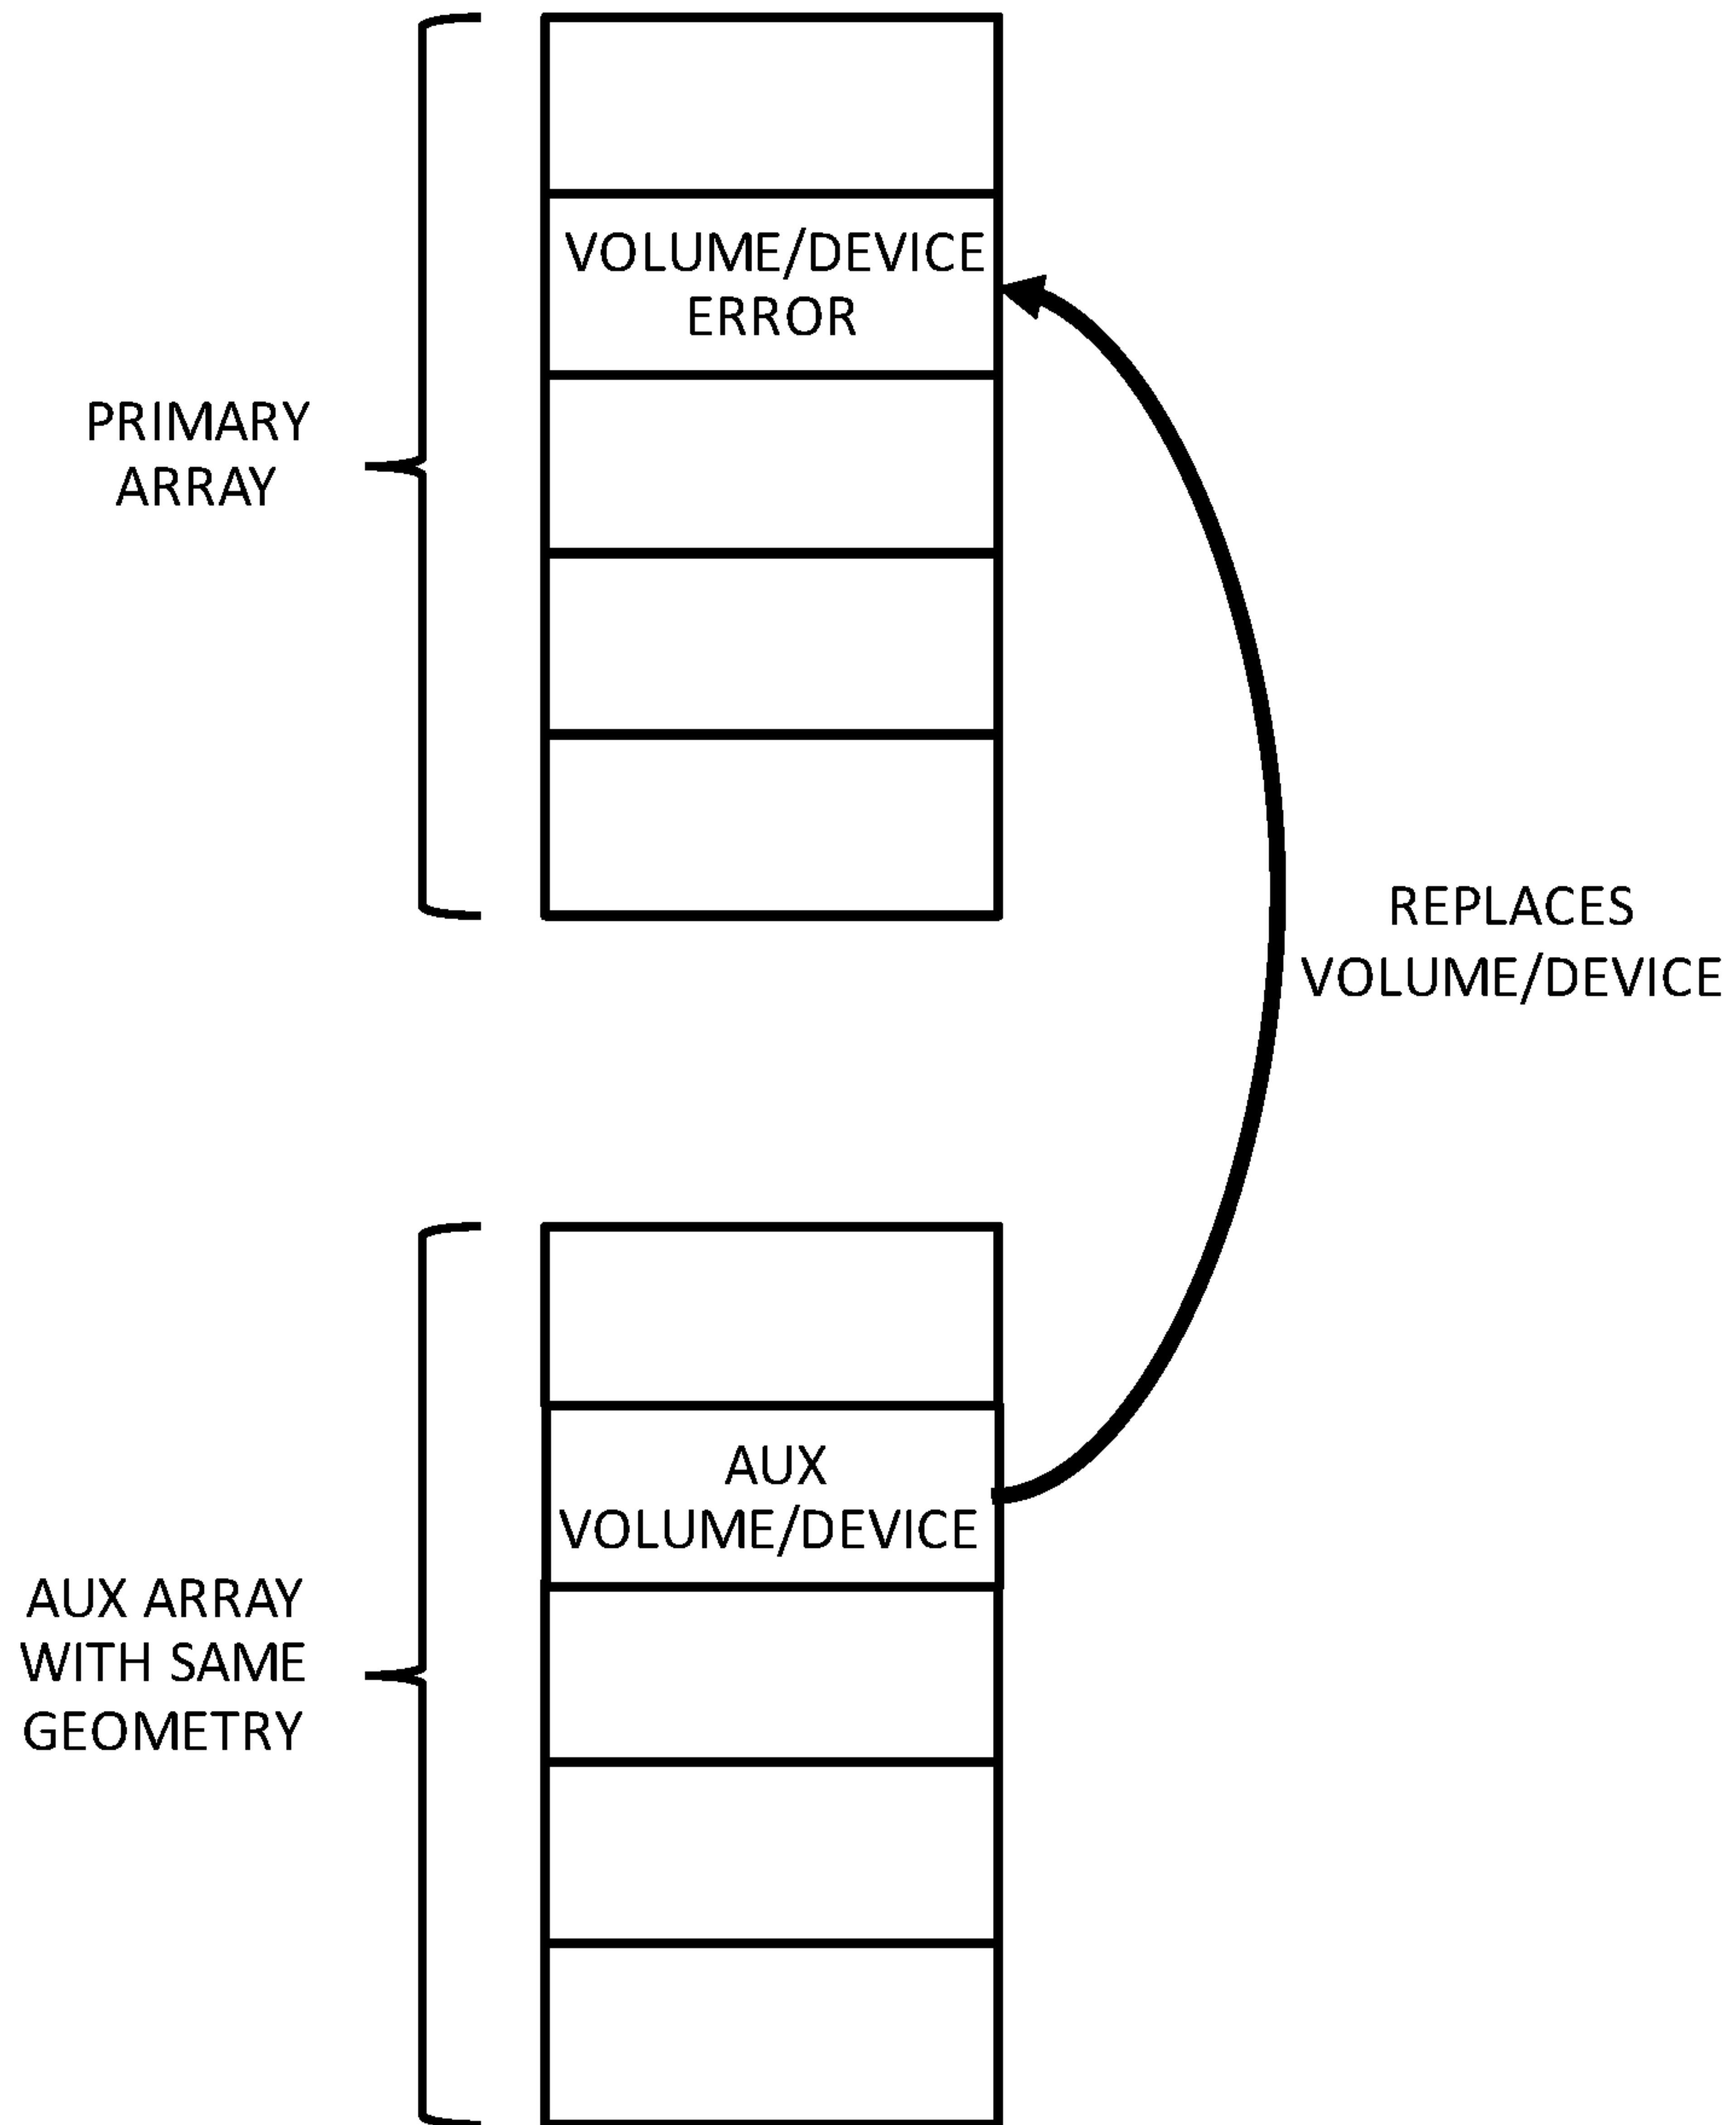 VOLUME/DEVICE
ERROR
PRIMARY
ARRAY
REPLACES
VOLUME/DEVICE
AUX
VOLUME/DEVICE
AUX ARRAY
WITH SAME
GEOMETRY